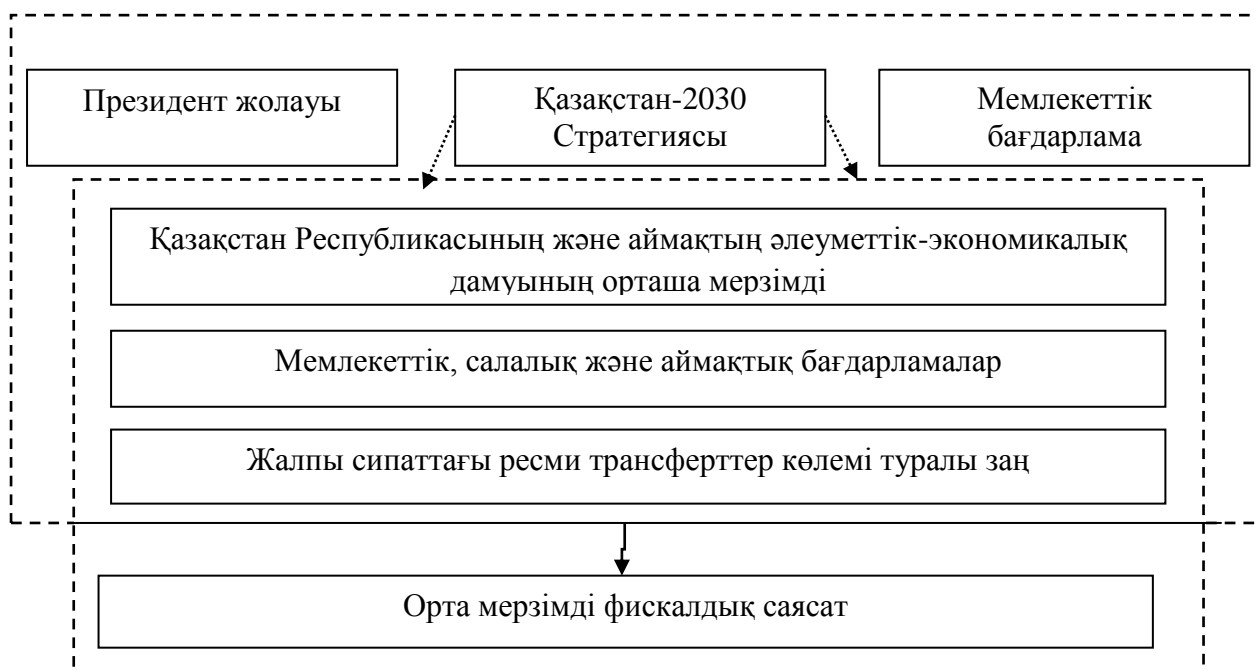 Президент жолауы
Қазақстан-2030
Стратегиясы
Мемлекеттік
бағдарлама
Қазақстан Республикасының және аймақтың әлеуметтік-экономикалық
дамуының орташа мерзімді
Мемлекеттік, салалық және аймақтық бағдарламалар
Жалпы сипаттағы ресми трансферттер көлемі туралы заң
Орта мерзімді фискалдық саясат